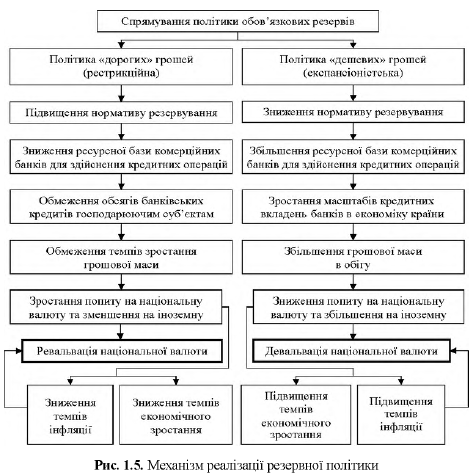 Спрямування політики обов’язкових резервів
Політика «дорогих» грошей
(рестрикційна)
Підвищення нормативу резервування
Зниження ресурсної бази комерційних
банків для здійснення кредитних операцій
Обмеження обсягів банківських
кредитів господарюючим суб’єктам
Обмеження темпів зростання
грошової маси
Зростання попиту на національну
валюту та зменшення на іноземну
Ревальвація національної валюти
Зниження
темпів
інфляції
Зниження темпів
економічного
зростання
Політика «дешевих» грошей
(експансіоністська)
Зниження нормативу резервування
Збільшення ресурсної бази комерційних
банків для здійснення кредитних операцій
Зростання масштабів кредитних
вкладень банків в економіку країни
Збільшення грошової маси
в обігу
Зниження попиту на національну
валюту та збільшення на іноземну
Девальвація національної валюти
Підвищення
темпів
економічного
зростання
Підвищення
темпів
інфляції
Рис. 1.5. Механізм реалізації резервної політики